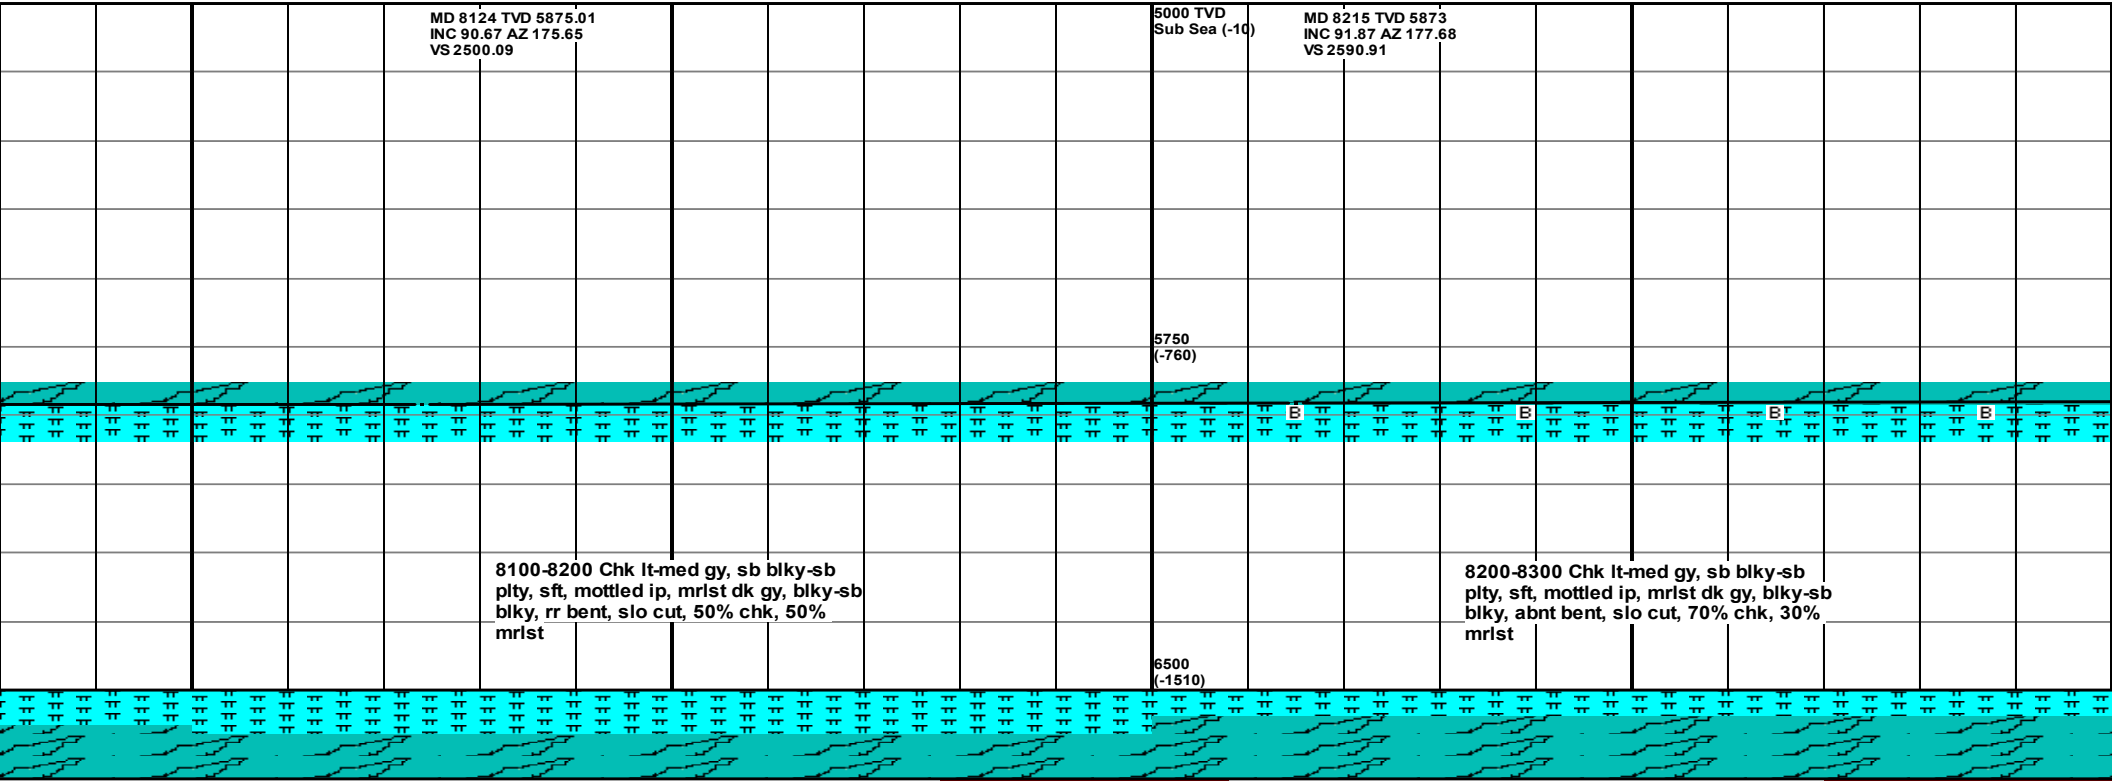 MD 8124 TVD 5875.01
INC 90.67 AZ 175.65
VS 2500.09
5000 TVD
Sub Sea (-10)
MD 8215 TVD 5873
INC 91.87 AZ 177.68
VS 2590.91
5750
(-760)
B B B B
8100-8200 Chk lt-med gy, sb blky-sb
plty, sft, mottled ip, mrlst dk gy, blky-sb
blky, rr bent, slo cut, 50% chk, 50%
mrlst
8200-8300 Chk lt-med gy, sb blky-sb
plty, sft, mottled ip, mrlst dk gy, blky-sb
blky, abnt bent, slo cut, 70% chk, 30%
mrlst
6500
(-1510)